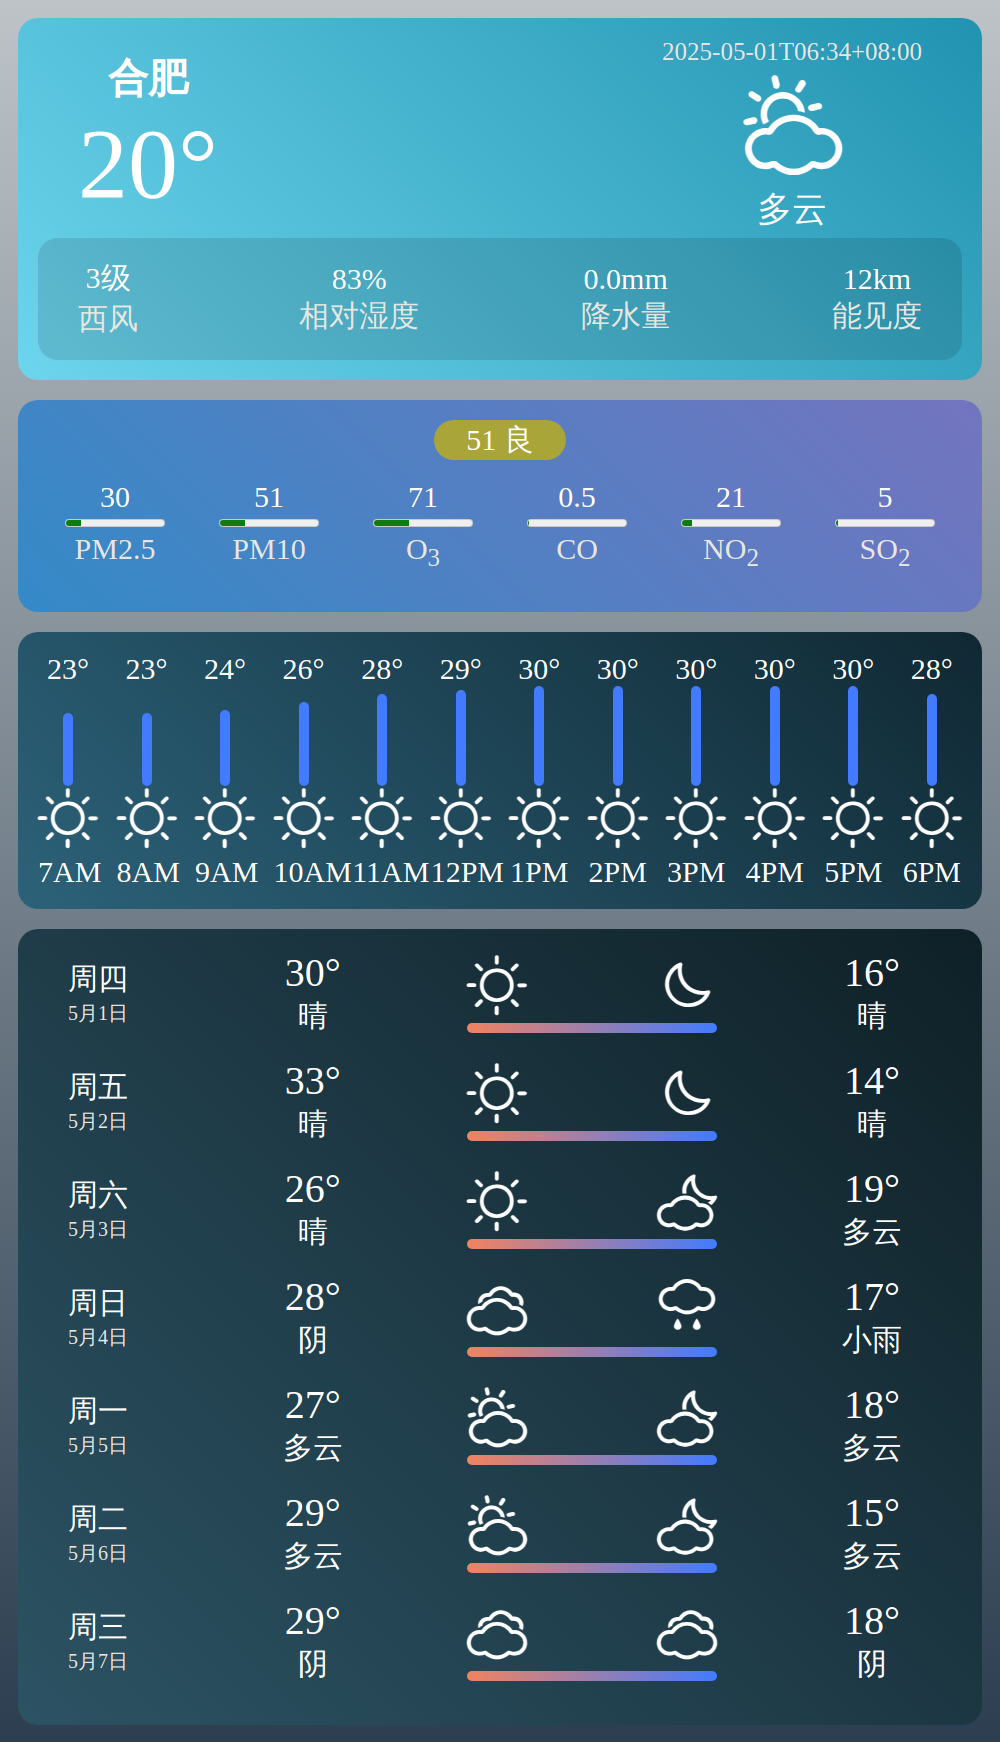 合肥
2025-05-01T06:34+08:00
20°
多云
3级 83% 0.0mm 12km
西风 相对湿度 降水量 能见度
51 良
30 51 71 0.5 21 5
PM2.5 PM10 O3 CO NO2 SO2
23° 23° 24° 26° 28° 29° 30° 30° 30° 30° 30° 28°
7AM 8AM 9AM 10AM 11AM 12PM 1PM 2PM 3PM 4PM 5PM 6PM
周四 30° 16°
5月1日 晴 晴
周五 33° 14°
5月2日 晴 晴
周六 26° 19°
5月3日 晴 多云
周日 28° 17°
5月4日 阴 小雨
周一 27° 18°
5月5日 多云 多云
周二 29° 15°
5月6日 多云 多云
周三 29° 18°
5月7日 阴 阴